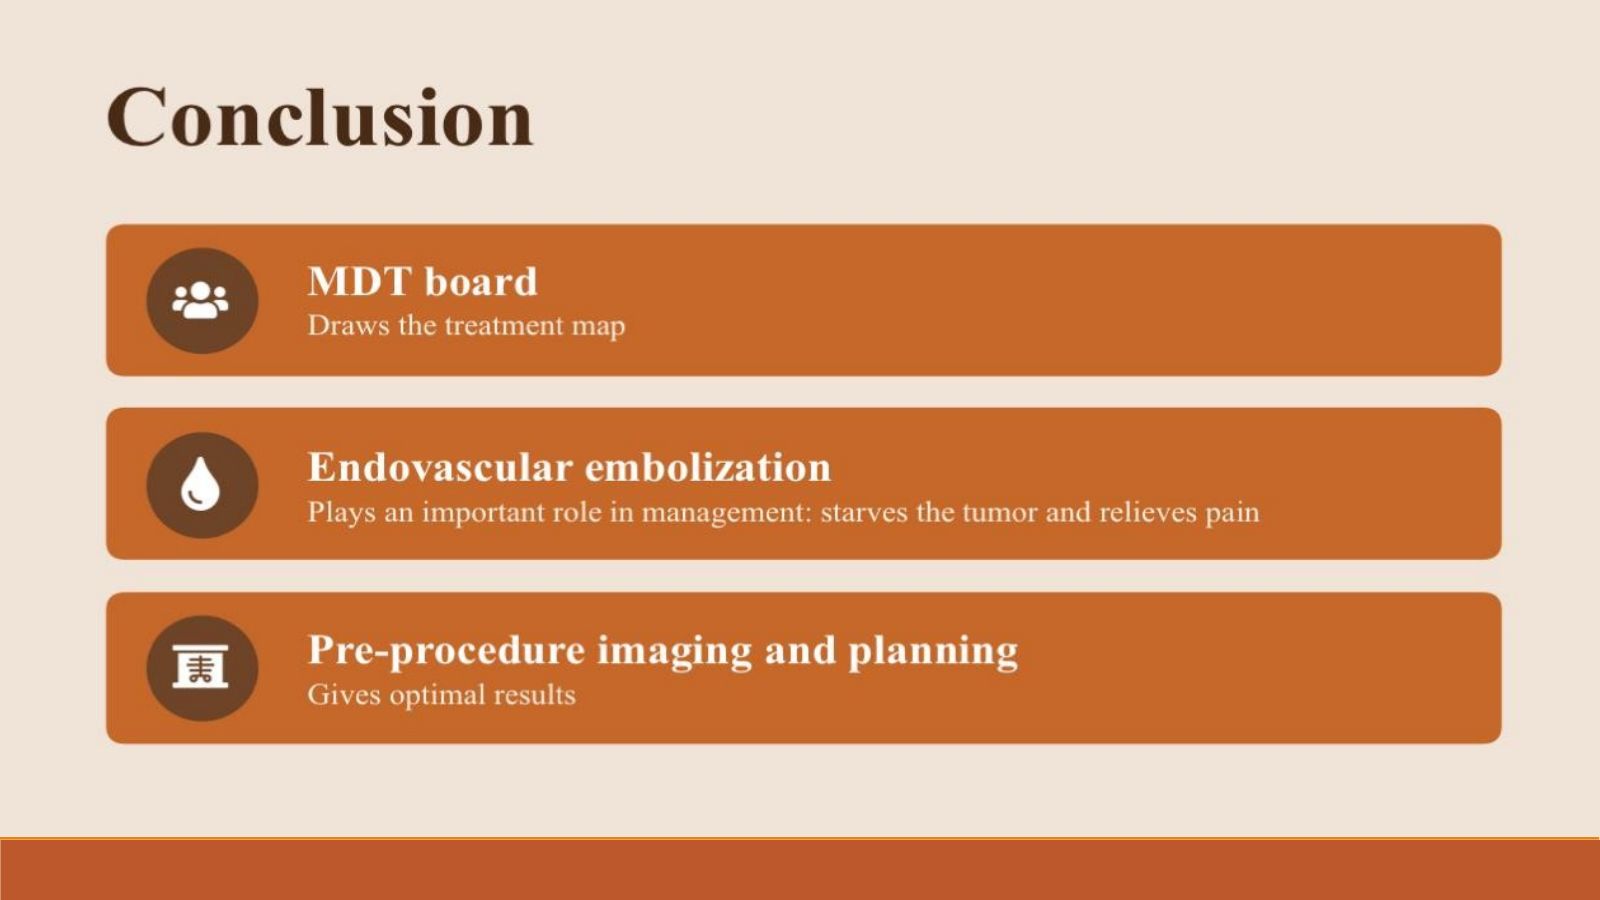 Conclusion
MDT board
Draws the treatment map
Endovascular embolization
Plays an important role in management: starves the tumor and relieves pain
Pre-procedure imaging and planning
Gives optimal results